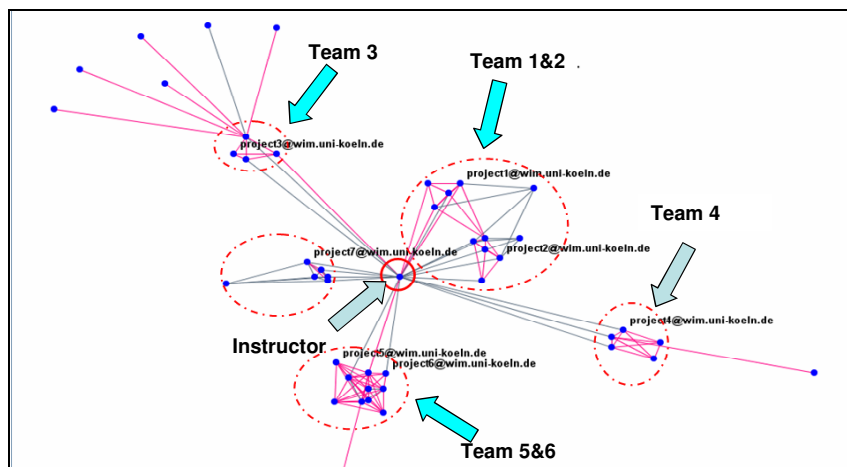 Team 3
Team 1&2 .
project3@wim.uni-koeln.de
project1@wim.uni-koeln.de
Team 4
project7@wim.uni-koeln.de
project2@wim.uni-koeln.de
project4@wim.uni-koeln.de
Instructor
project5@wim.uni-koeln.de
project6@wim.uni-koeln.de
Team 5&6